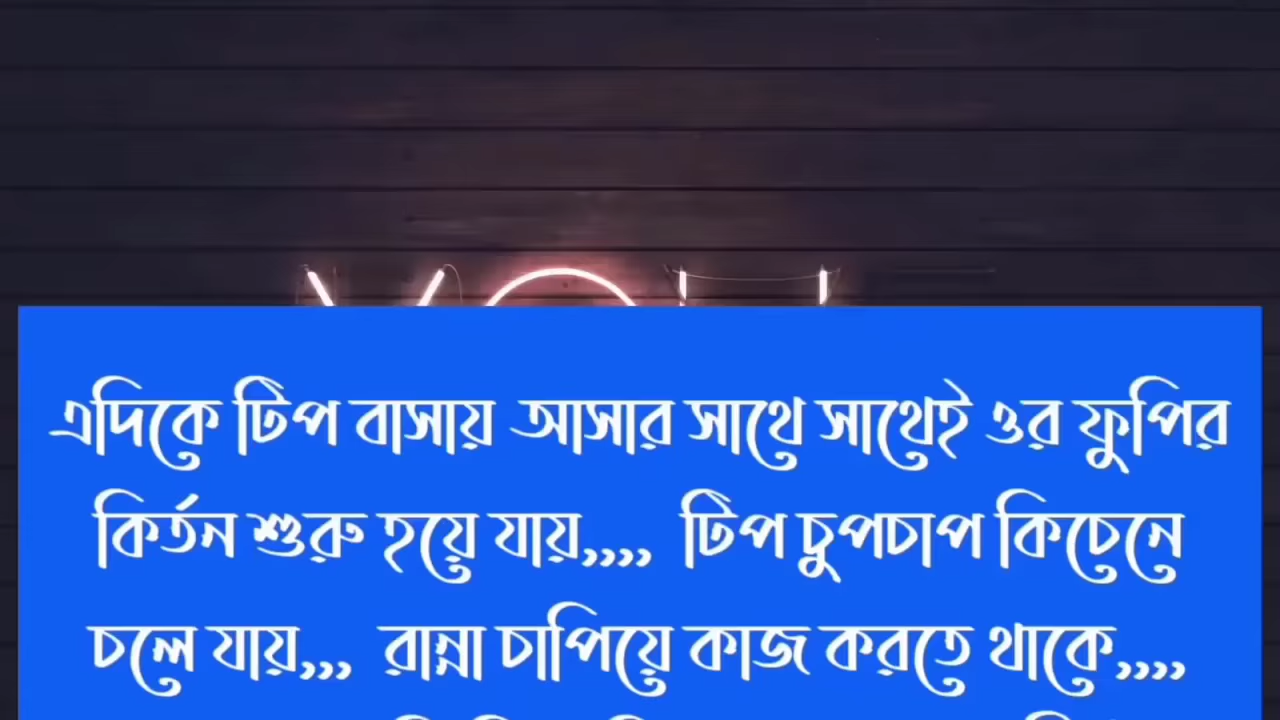 এদিকে টিপ বাসায় আসার সাথে সাথেই ওর ফুপির
কির্তন শুরু হয়ে যায়,,,, টিপ চুপচাপ কিচেনে
চলে যায়,,, রান্না চাপিয়ে কাজ করতে থাকে,,,,